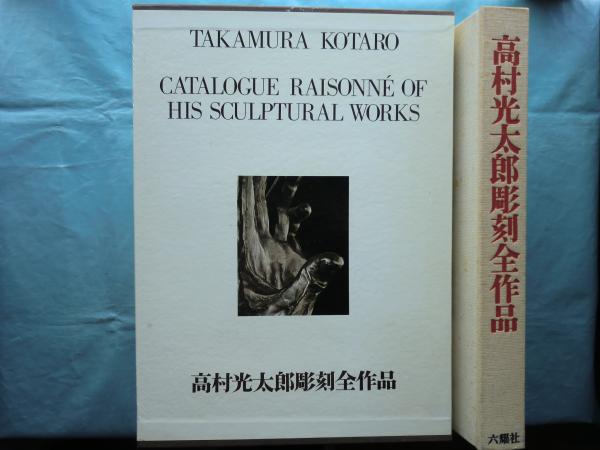 TAKAMURA KOTARO
CATALOGUE RAISONNÉ OF
HIS SCULPTURAL WORKS
高村光太郎彫刻全作品
高村光太郎彫刻全作品
六耀社